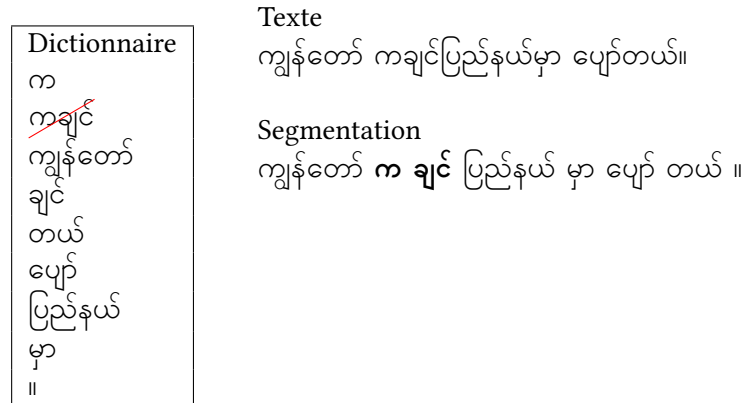 Dictionnaire
က
ကချင်
ကျွန်တော်
ချင်
တယ်
ပျော်
ပြည်နယ်
မှာ
။
Texte
ကျွန်တော် ကချင်ပြည်နယ်မှာ ပျော်တယ်။
Segmentation
ကျွန်တော် က ချင် ပြည်နယ် မှာ ပျော် တယ် ။